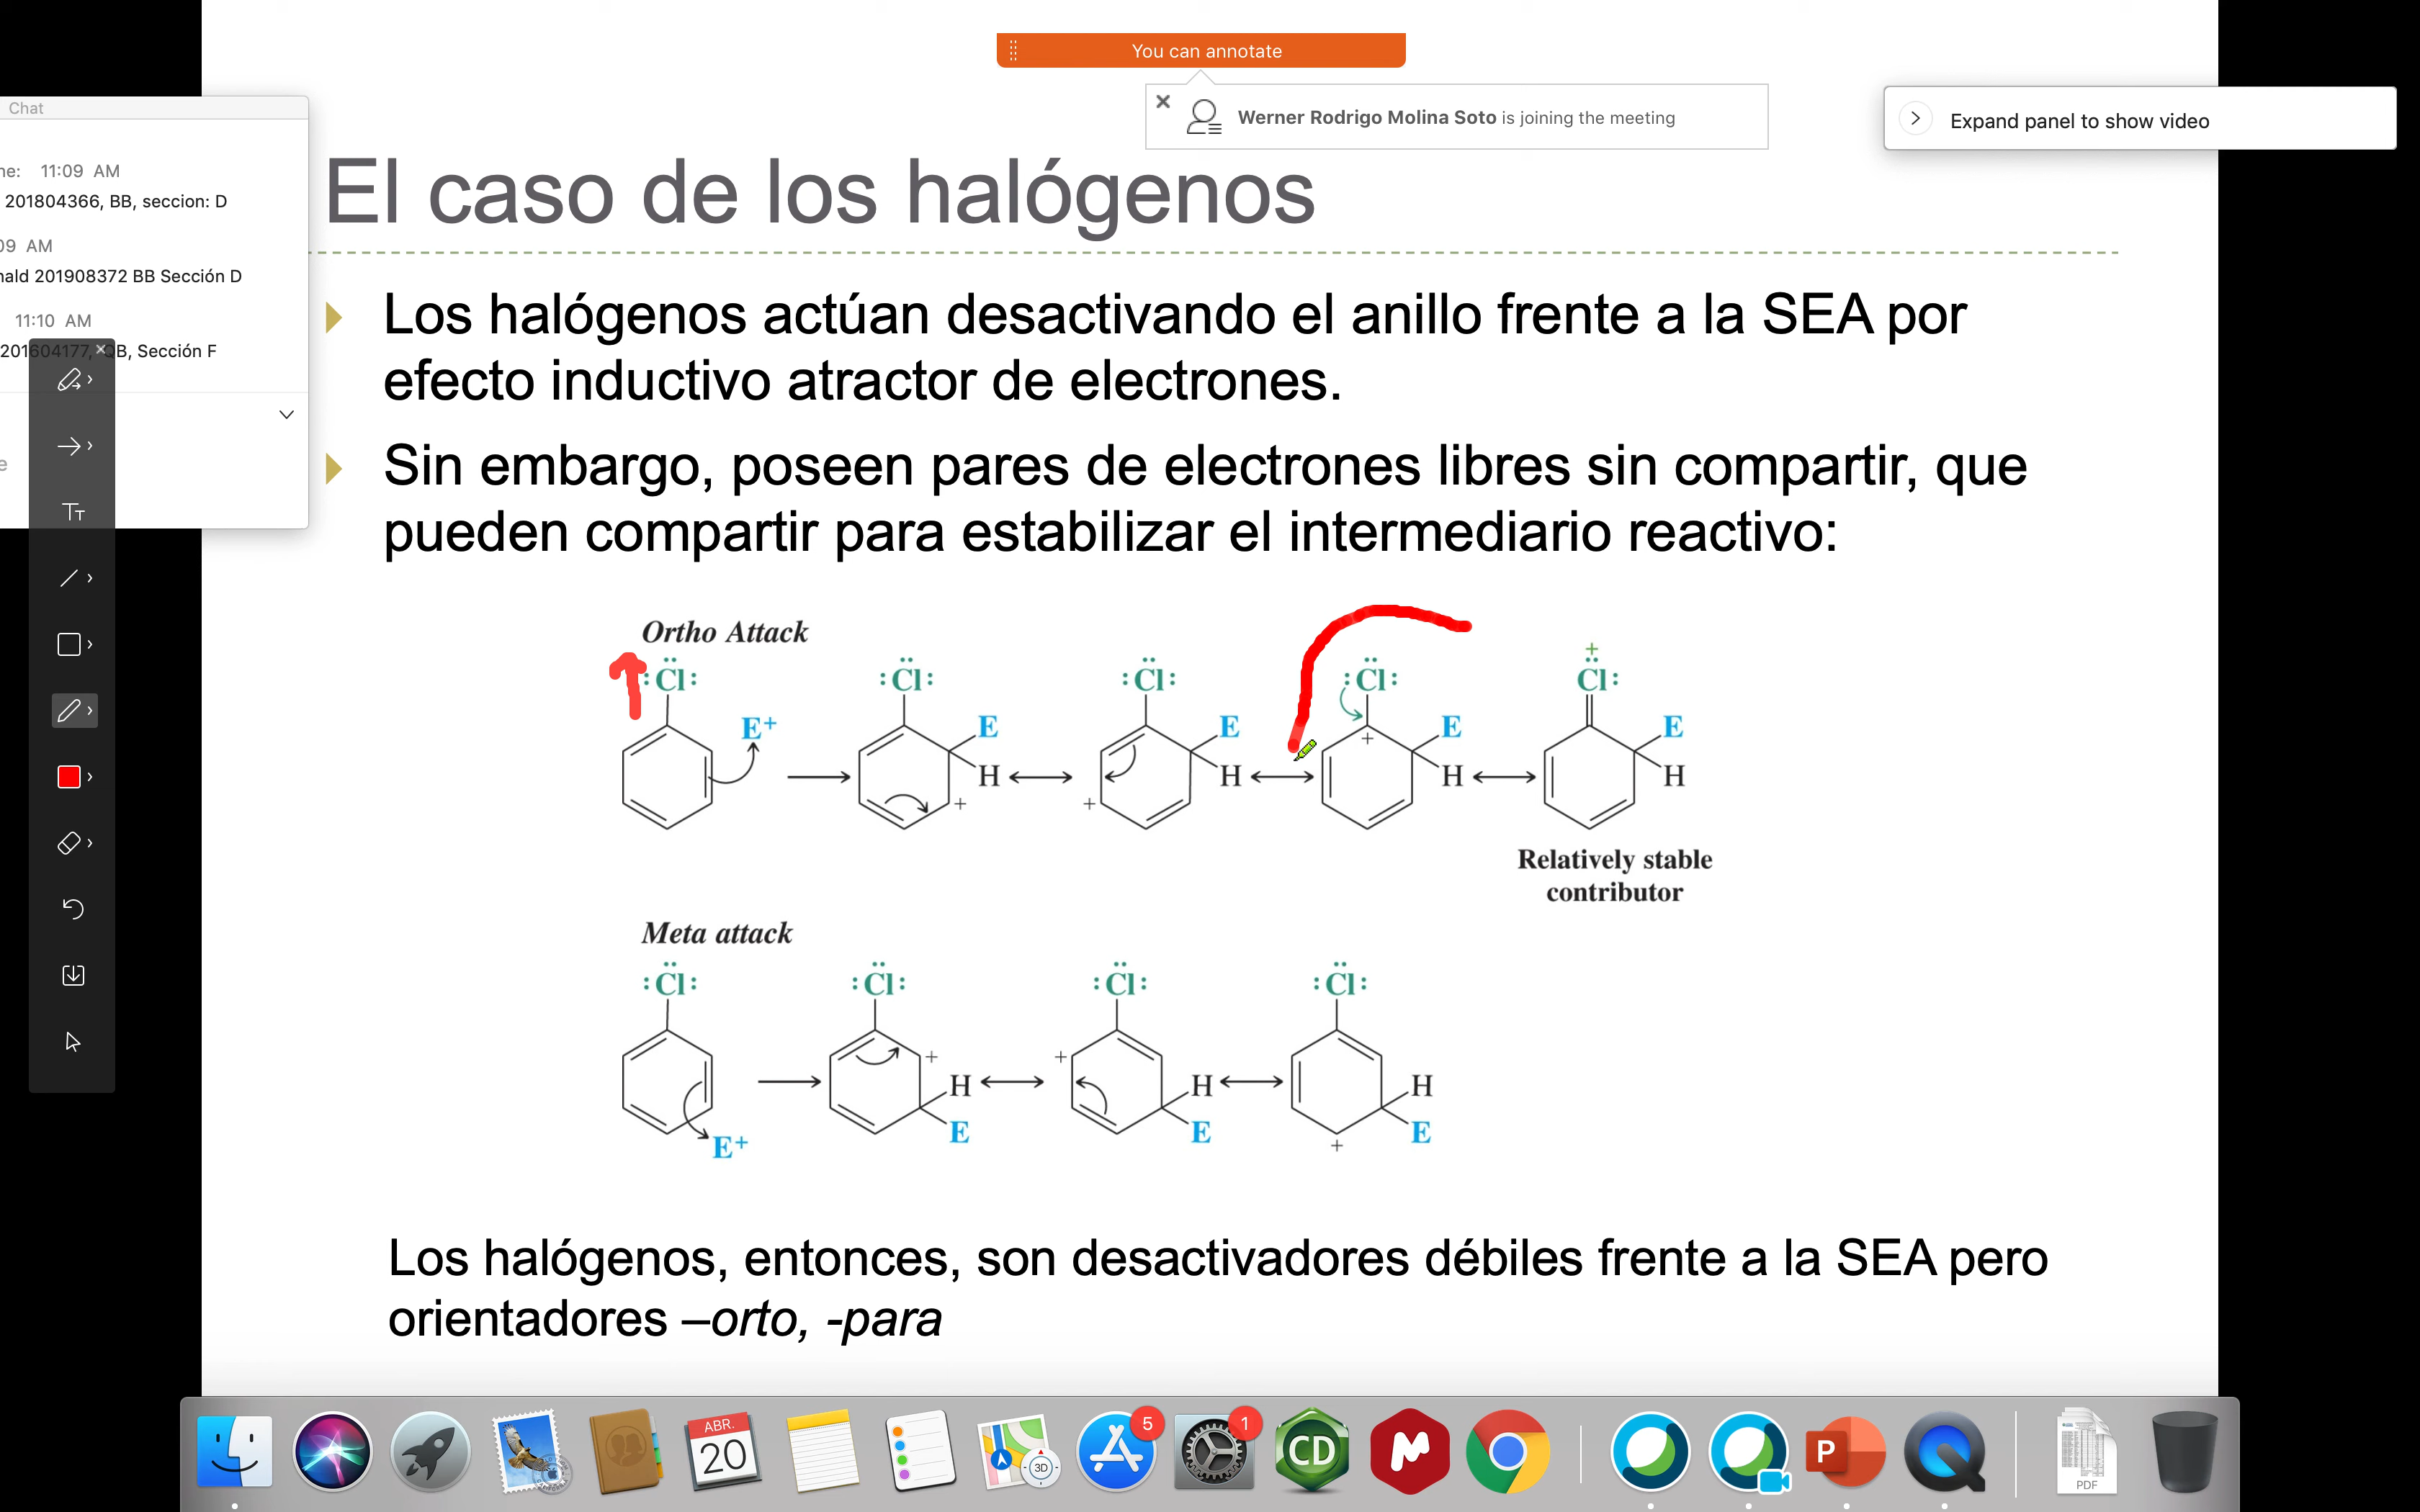 You can annotate
Werner Rodrigo Molina Soto is joining the meeting
Expand panel to show video
Chat
11:09 AM
201804366, BB, seccion: D
09 AM
nald 201908372 BB Sección D
11:10 AM
201604177, QB, Sección F
El caso de los halógenos
Los halógenos actúan desactivando el anillo frente a la SEA por
efecto inductivo atractor de electrones.
Sin embargo, poseen pares de electrones libres sin compartir, que
pueden compartir para estabilizar el intermediario reactivo:
Ortho Attack
:Cl: :Cl: :Cl: :Cl: Cl:
E+ E E E E
H H H H
+ + + +
Relatively stable
contributor
Meta attack
:Cl: :Cl: :Cl: :Cl:
+ +
H H H
E+ E E E
+
Los halógenos, entonces, son desactivadores débiles frente a la SEA pero
orientadores –orto, -para
ABR.
20
3D
5
1
CD
P
PDF